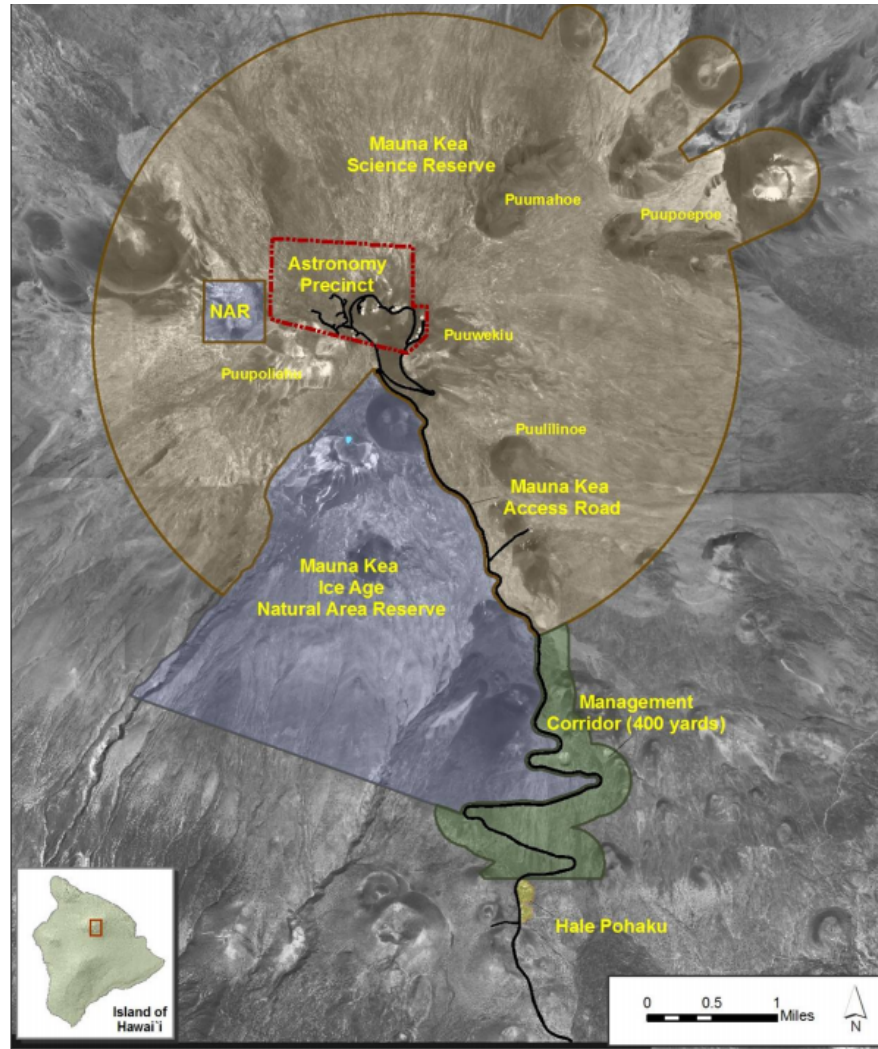 Mauna Kea
Science Reserve
Puumahoe
Puupoepoe
Astronomy
Precinct
NAR
Puuwekiu
Puupoliahu
Puulilinoe
Mauna Kea
Access Road
Mauna Kea
Ice Age
Natural Area Reserve
Management
Corridor (400 yards)
Hale Pohaku
Island of
Hawai`i
0 0.5 1
Miles
N